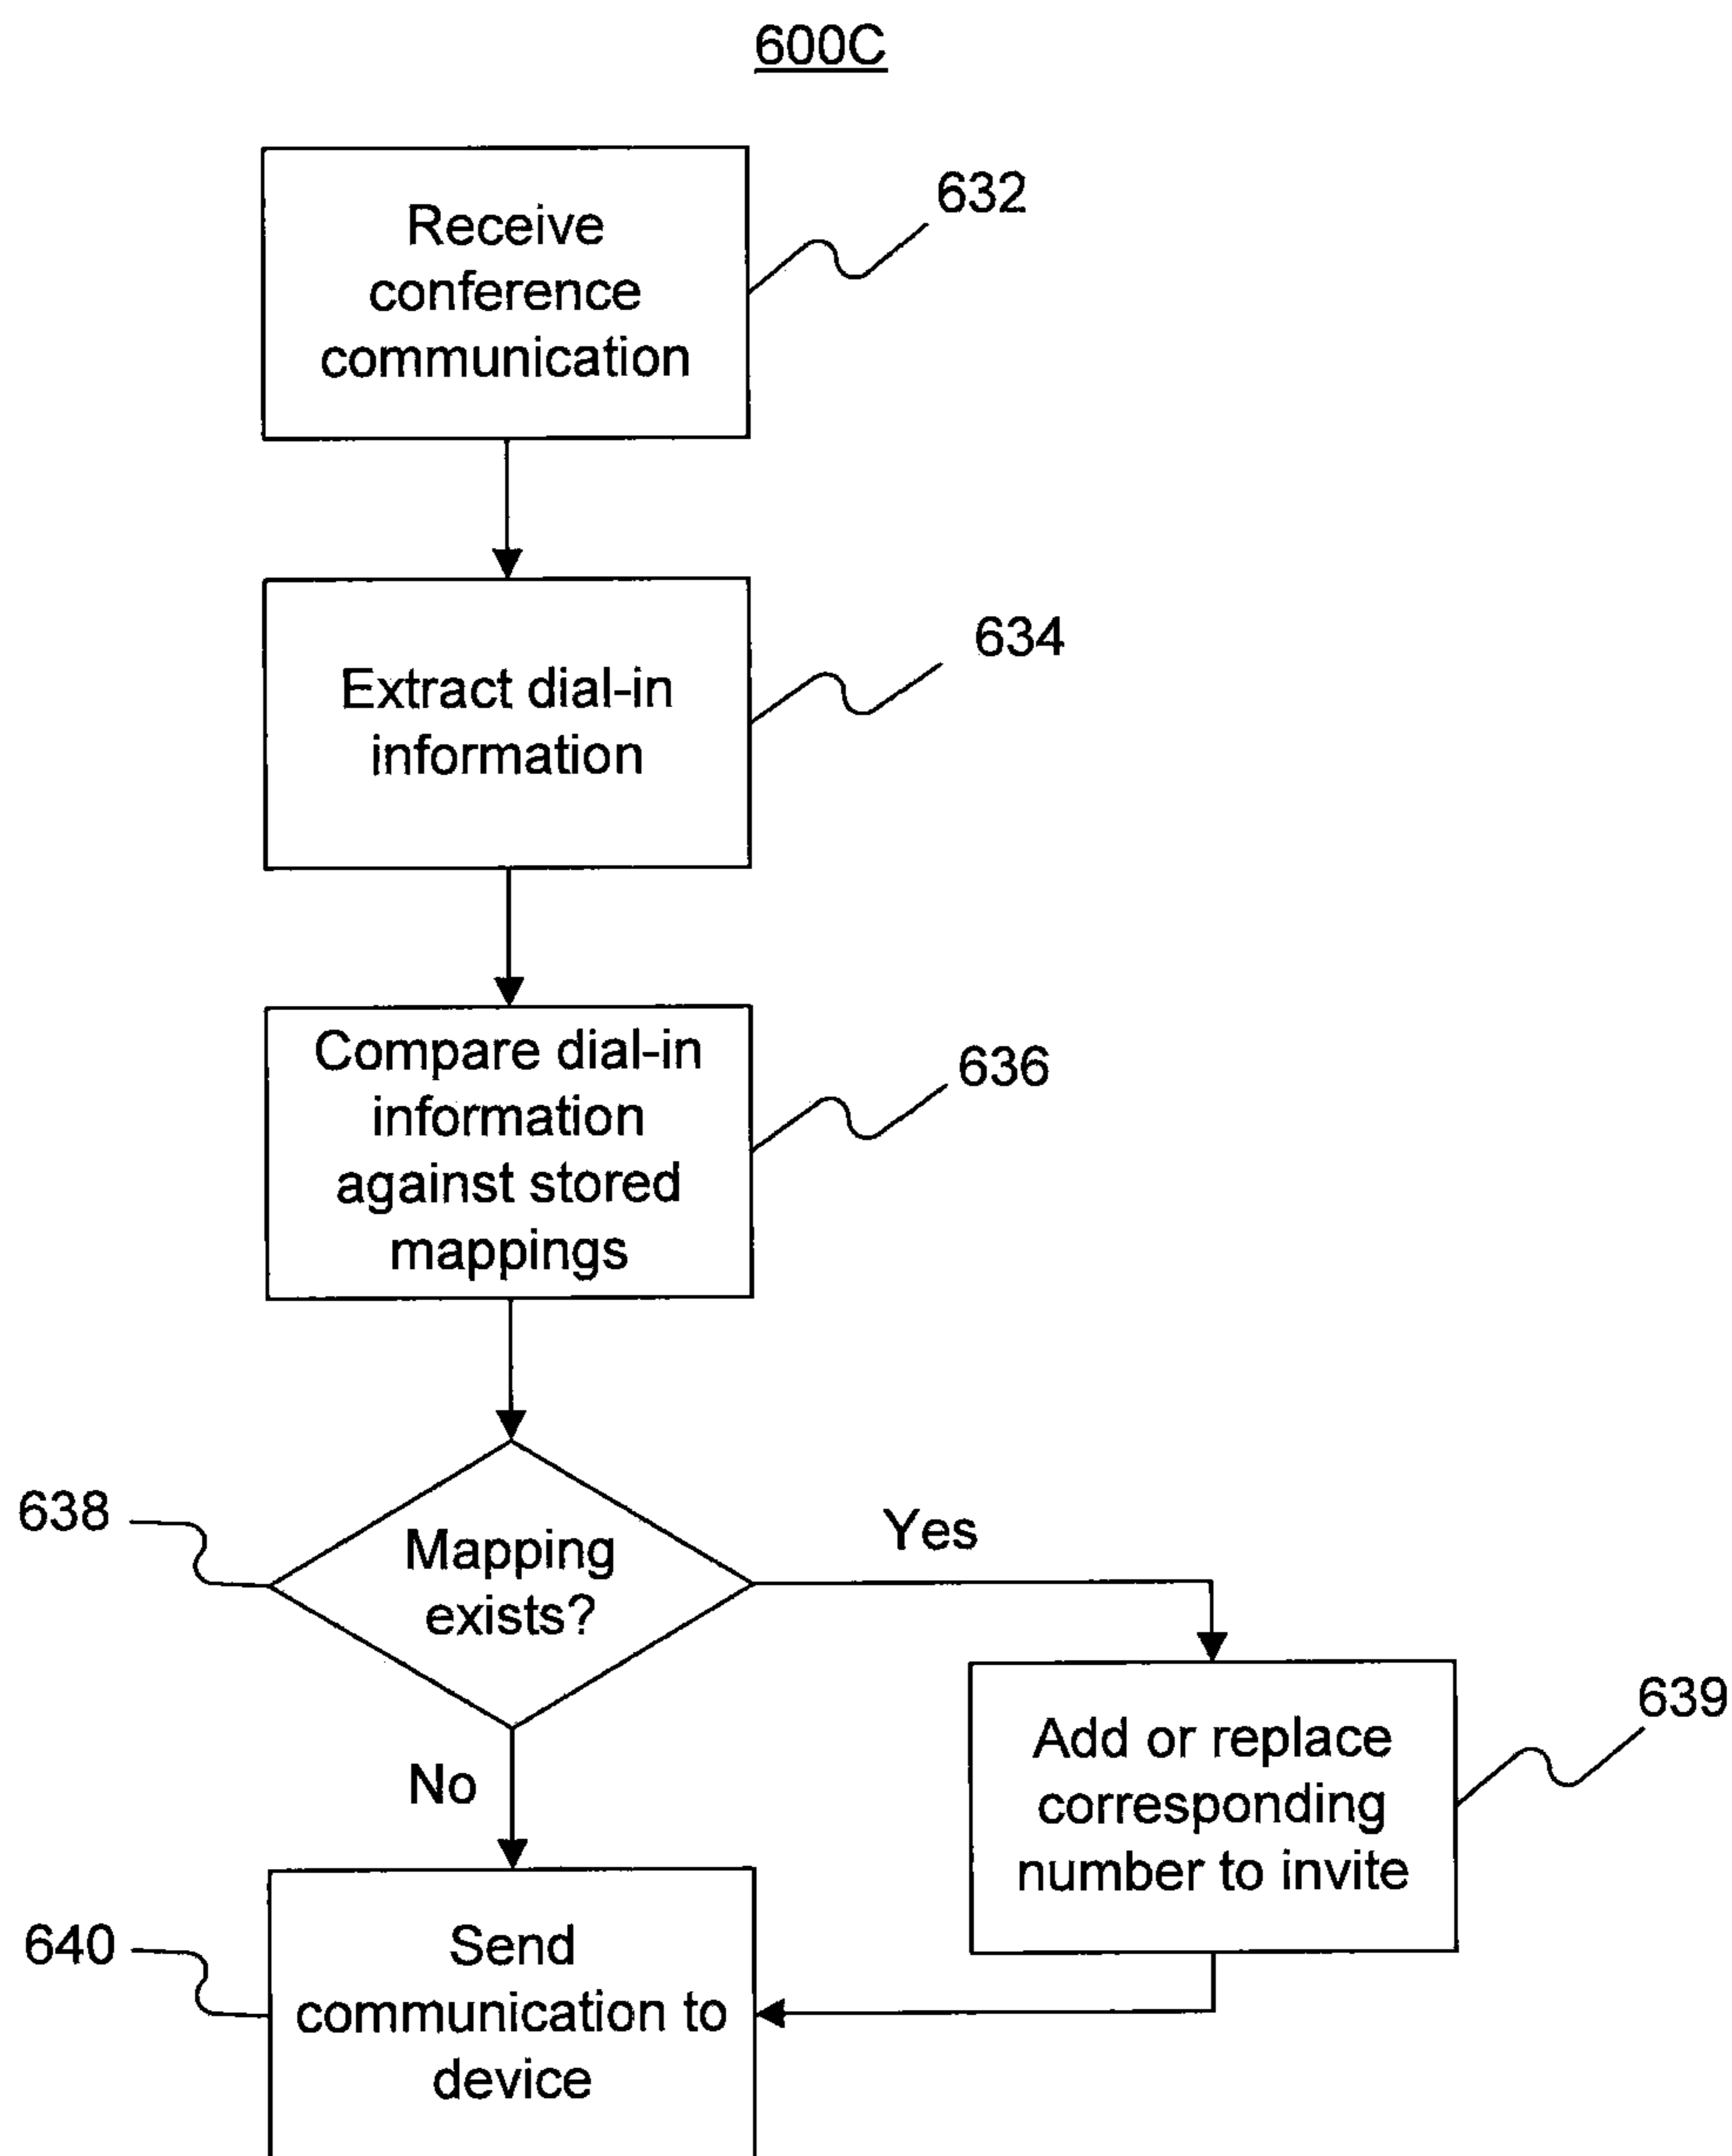 600C
Receive
conference
communication
632
Extract dial-in
information
634
Compare dial-in
information
against stored
mappings
636
638
Mapping
exists?
Yes
No
Add or replace
corresponding
number to invite
639
640
Send
communication to
device